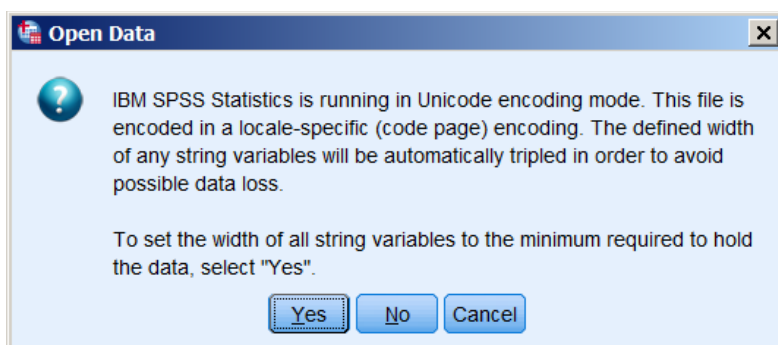 Open Data
IBM SPSS Statistics is running in Unicode encoding mode. This file is
encoded in a locale-specific (code page) encoding. The defined width
of any string variables will be automatically tripled in order to avoid
possible data loss.
To set the width of all string variables to the minimum required to hold
the data, select "Yes".
Yes No Cancel